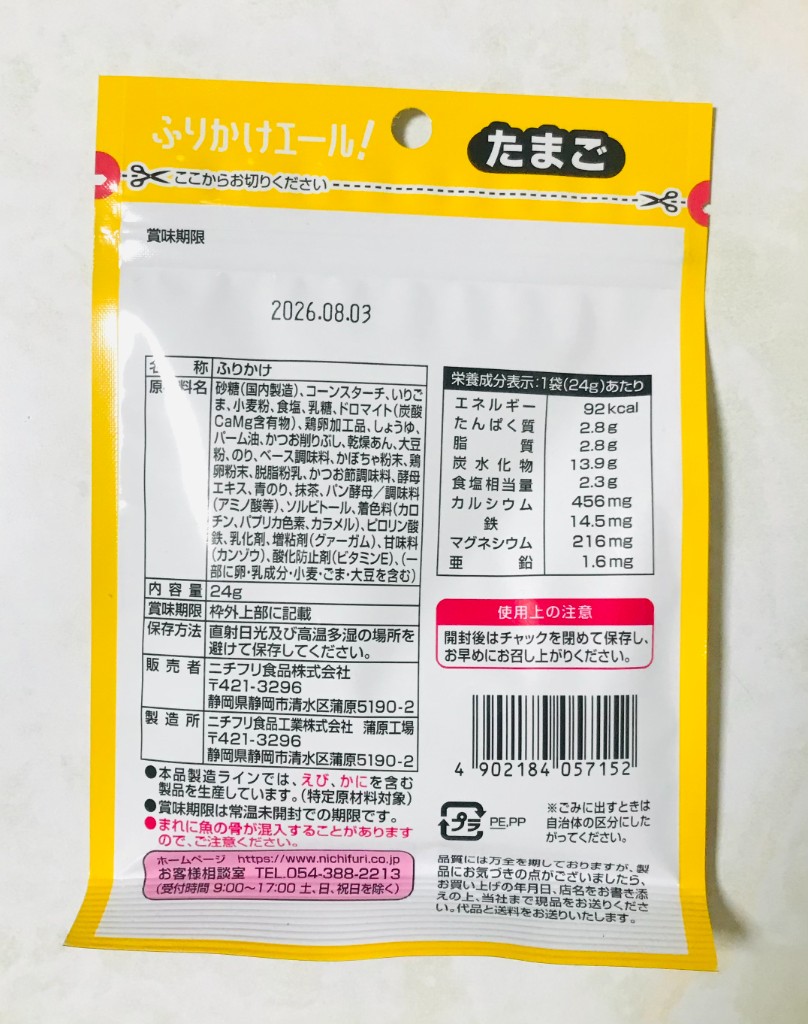 ふりかけエール!
たまご
ここからお切りください
賞味期限
2026.08.03
名 称 ふりかけ
原 料名 砂糖(国内製造)、コーンスターチ、いりご
ま、小麦粉、食塩、乳糖、ドロマイト(炭酸
CaMg含有物)、鶏卵加工品、しょうゆ、
パーム油、かつお削りぶし、乾燥あん、大豆
粉、のり、ベース調味料、かぼちゃ粉末、鶏
卵粉末、脱脂粉乳、かつお節調味料、酵母
エキス、青のり、抹茶、パン酵母/調味料
(アミノ酸等)、ソルビトール、着色料(カロ
チン、パプリカ色素、カラメル)、ピロリン酸
鉄、乳化剤、増粘剤(グァーガム)、甘味料
(カンゾウ)、酸化防止剤(ビタミンE)、(一
部に卵・乳成分・小麦・ごま・大豆を含む)
内容量 24g
賞味期限 枠外上部に記載
保存方法 直射日光及び高温多湿の場所を
避けて保存してください。
販売者 ニチフリ食品株式会社
〒421-3296
静岡県静岡市清水区蒲原5190-2
製造所 ニチフリ食品工業株式会社 蒲原工場
〒421-3296
静岡県静岡市清水区蒲原5190-2
●本品製造ラインでは、えび、かにを含む
製品を生産しています。(特定原材料対象)
●賞味期限は常温未開封での期限です。
●まれに魚の骨が混入することがあります
ので、ご注意ください。
ホームページ https://www.nichifuri.co.jp
お客様相談室 TEL.054-388-2213
(受付時間 9:00〜17:00 土、日、祝日を除く)
栄養成分表示:1袋(24g)あたり
エネルギー 92kcal
たんぱく質 2.8g
脂質 2.8g
炭水化物 13.9g
食塩相当量 2.3g
カルシウム 456mg
鉄 14.5mg
マグネシウム 216mg
亜鉛 1.6mg
使用上の注意
開封後はチャックを閉めて保存し、
お早めにお召し上がりください。
4 902184 057152
プラ PE,PP
※ごみに出すときは
自治体の区分にした
がってください。
品質には万全を期しておりますが、製
品にお気づきの点がございましたら、
お買い上げの年月日、店名をお書き添
えの上、当社まで現品をお送りくださ
い。代品と送料をお送りいたします。